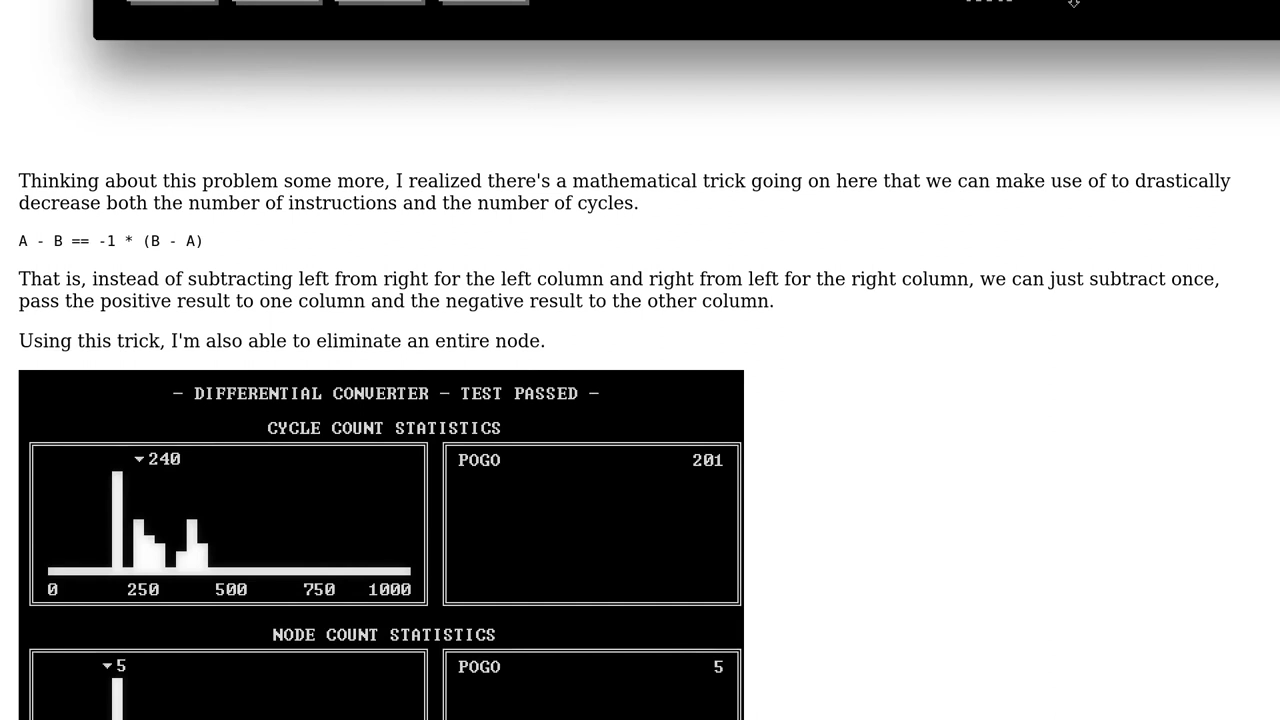 Thinking about this problem some more, I realized there's a mathematical trick going on here that we can make use of to drastically
decrease both the number of instructions and the number of cycles.
A - B == -1 * (B - A)
That is, instead of subtracting left from right for the left column and right from left for the right column, we can just subtract once,
pass the positive result to one column and the negative result to the other column.
Using this trick, I'm also able to eliminate an entire node.
- DIFFERENTIAL CONVERTER - TEST PASSED -
CYCLE COUNT STATISTICS
240
POGO 201
0 250 500 750 1000
NODE COUNT STATISTICS
5
POGO 5